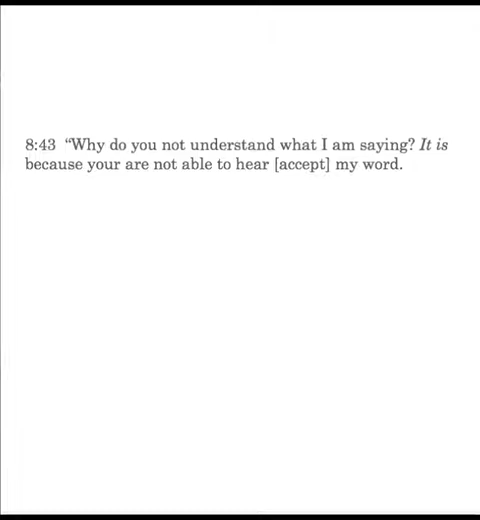 8:43 “Why do you not understand what I am saying? It is
because your are not able to hear [accept] my word.